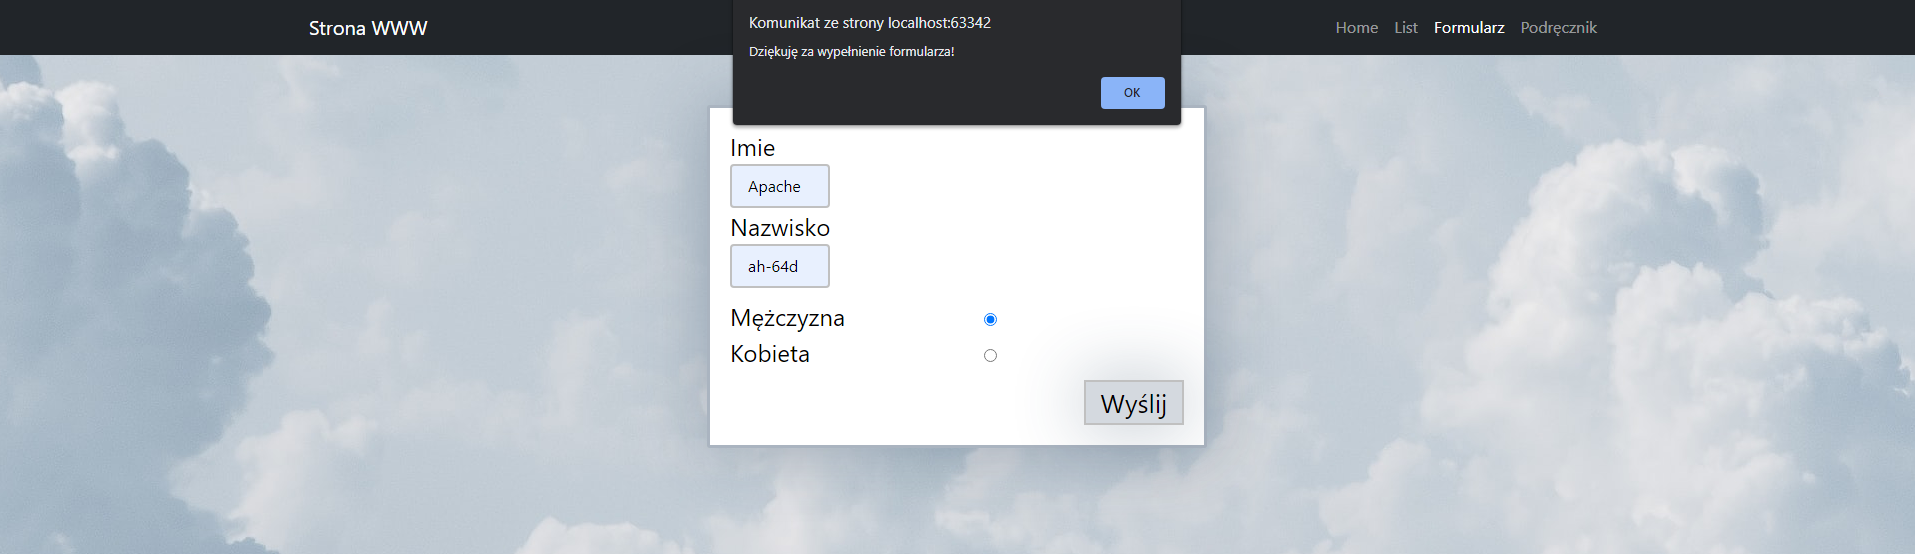 Strona WWW
Home List Formularz Podręcznik
Komunikat ze strony localhost:63342
Dziękuję za wypełnienie formularza!
OK
Imie
Apache
Nazwisko
ah-64d
Mężczyzna
Kobieta
Wyślij